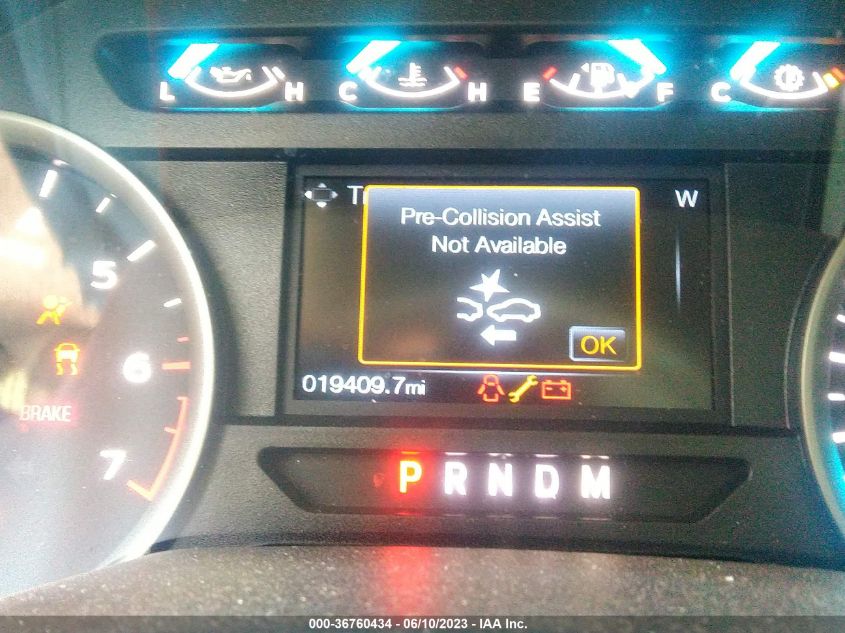 L H C H E F C
T
W
Pre-Collision Assist
Not Available
OK
5
6
7
BRAKE
019409.7mi
P R N D M
000-36760434 - 06/10/2023 - IAA Inc.